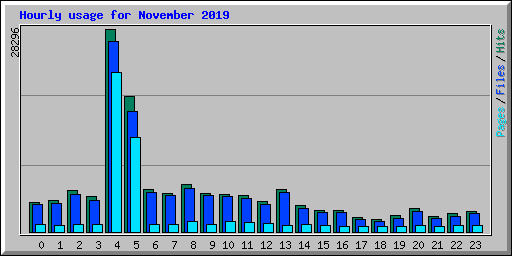 Hourly usage for November 2019
28296
Pages/Files/Hits
0 1 2 3 4 5 6 7 8 9 10 11 12 13 14 15 16 17 18 19 20 21 22 23